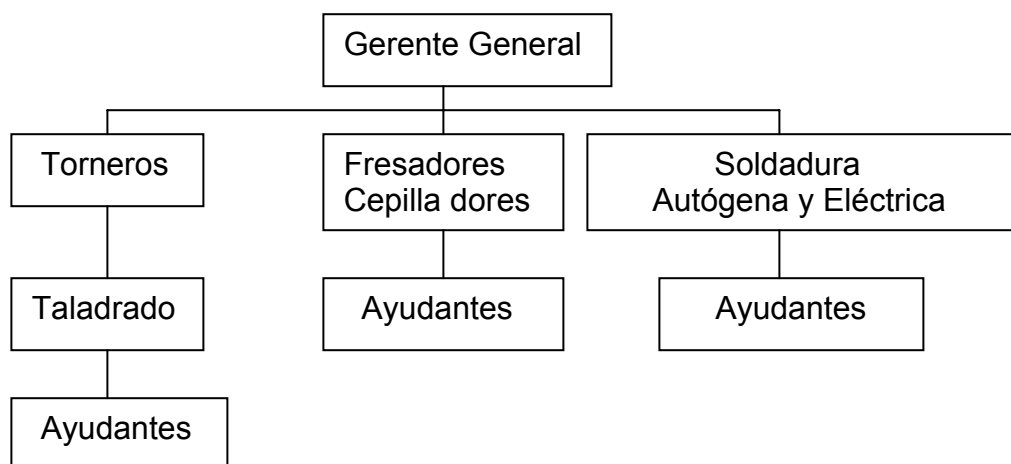 Gerente General
Torneros
Fresadores
Cepilla dores
Soldadura
Autógena y Eléctrica
Taladrado
Ayudantes
Ayudantes
Ayudantes